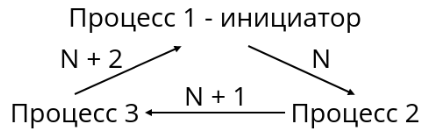 Процесс 1 - инициатор
N + 2
N
N + 1
Процесс 3
Процесс 2